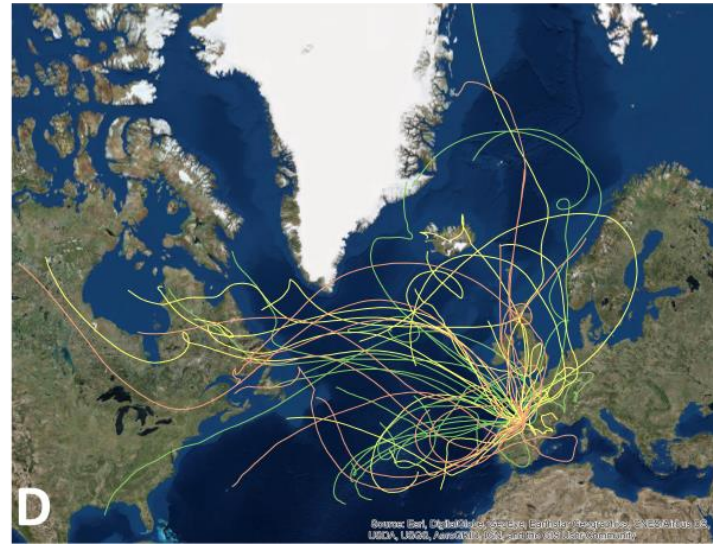 D
Source: Esri, DigitalGlobe, GeoEye, Earthstar Geographics, CNES/Airbus DS,
USDA, USGS, AeroGRID, IGN, and the GIS User Community